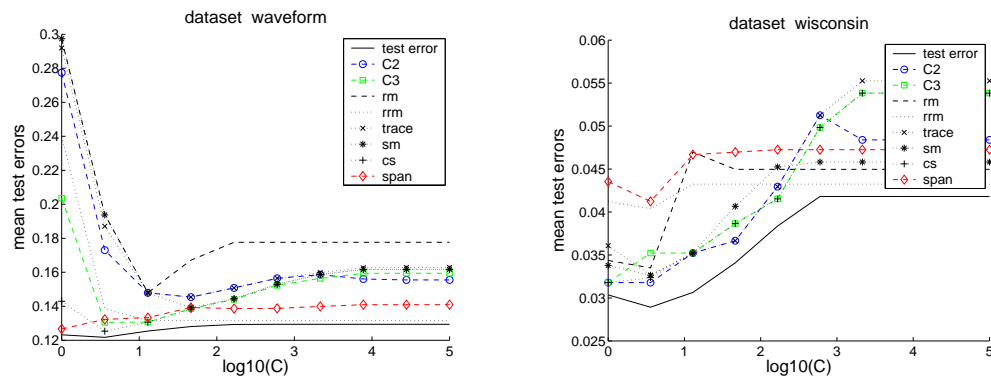 dataset waveform
0.3
0.28
0.26
0.24
0.22
0.2
0.18
0.16
0.14
0.12
mean test errors
0
1
2
3
4
5
log10(C)
test error
C2
C3
rm
rrm
trace
sm
cs
span
dataset wisconsin
0.06
0.055
0.05
0.045
0.04
0.035
0.03
0.025
mean test errors
0
1
2
3
4
5
log10(C)
test error
C2
C3
rm
rrm
trace
sm
cs
span